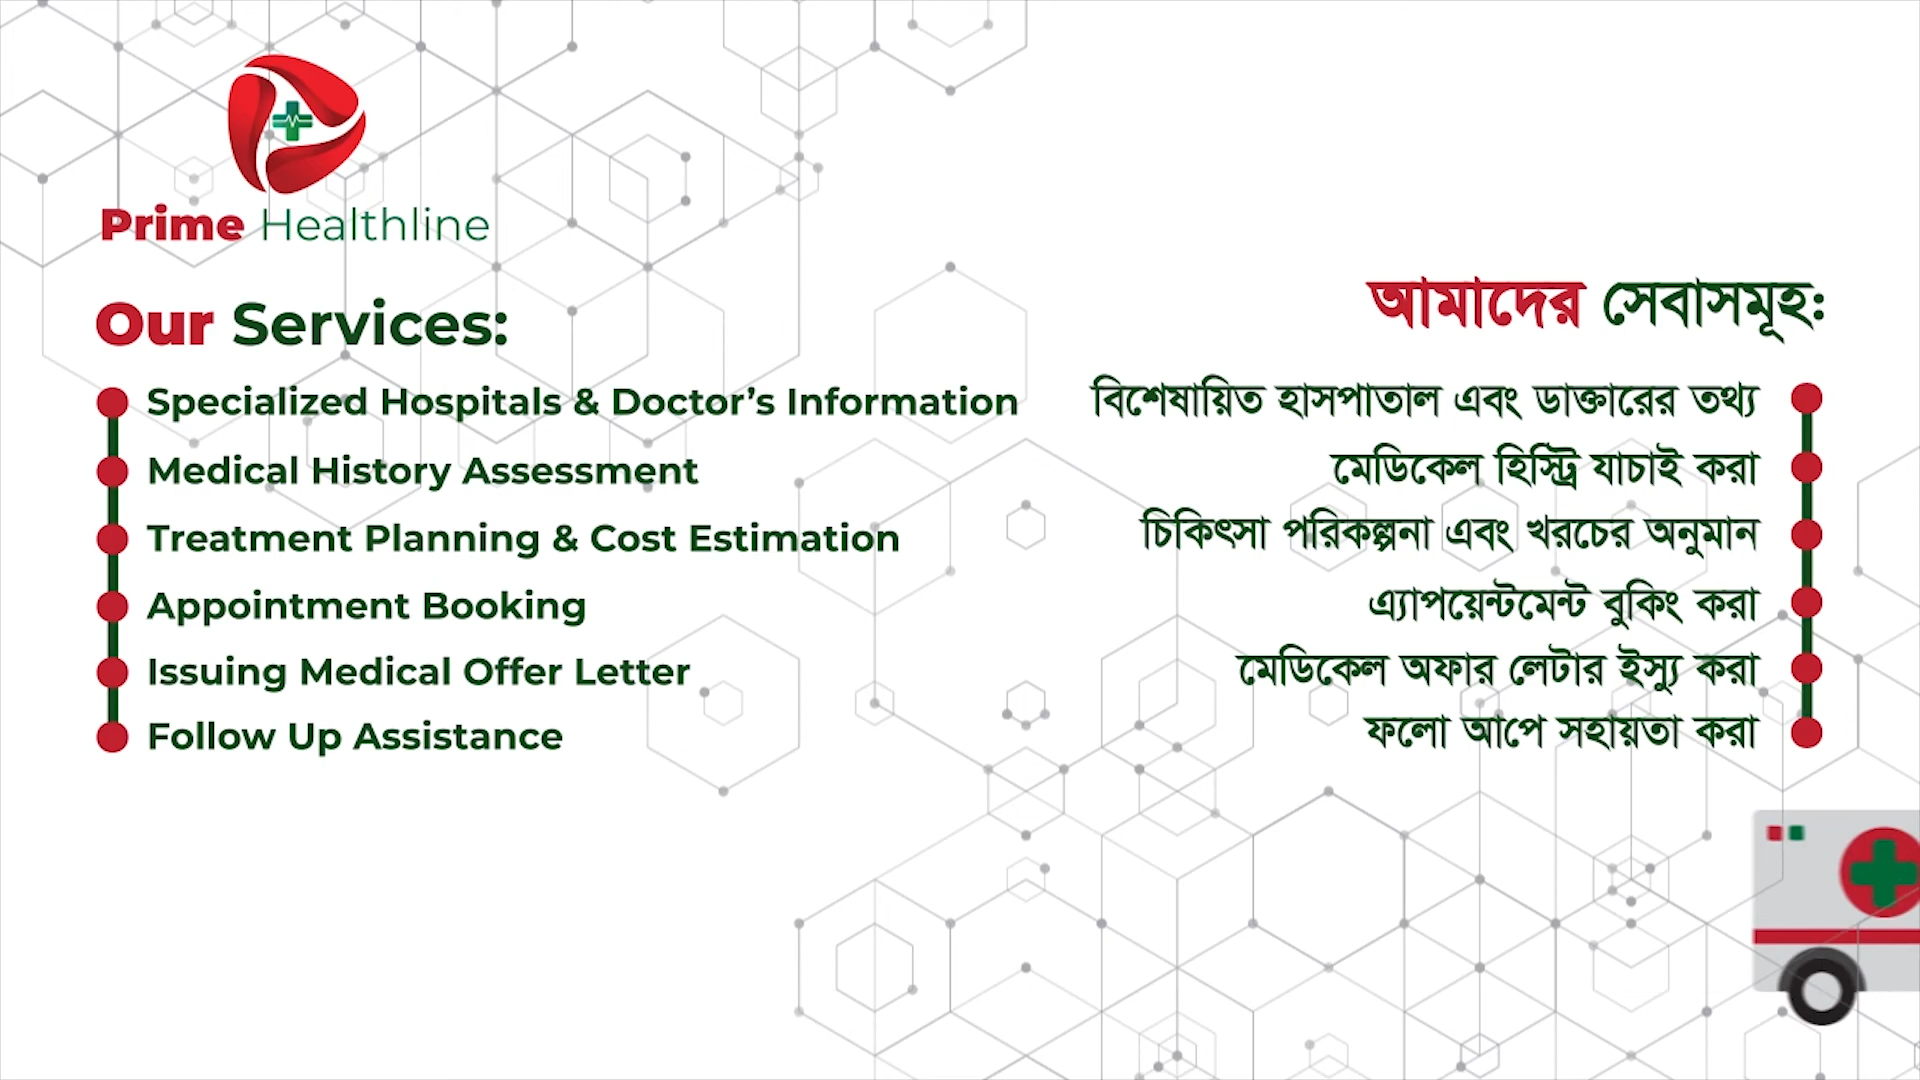 Prime Healthline
Our Services:
Specialized Hospitals & Doctor’s Information
Medical History Assessment
Treatment Planning & Cost Estimation
Appointment Booking
Issuing Medical Offer Letter
Follow Up Assistance
আমাদের সেবাসমূহ:
বিশেষায়িত হাসপাতাল এবং ডাক্তারের তথ্য
মেডিকেল হিস্ট্রি যাচাই করা
চিকিৎসা পরিকল্পনা এবং খরচের অনুমান
এ্যাপয়েন্টমেন্ট বুকিং করা
মেডিকেল অফার লেটার ইস্যু করা
ফলো আপে সহায়তা করা